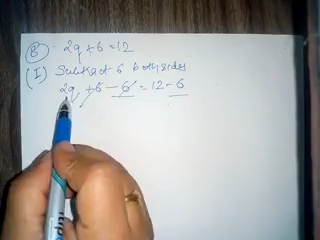 (B) 2q + 6 = 12
(I) Subtract 6 both sides
2q + 6 - 6 = 12 - 6